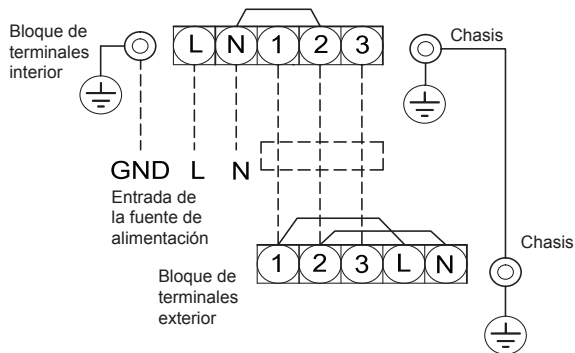 Bloque de
terminales
interior
L N 1 2 3
Chasis
GND L N
Entrada de
la fuente de
alimentación
1 2 3 L N
Chasis
Bloque de
terminales
exterior